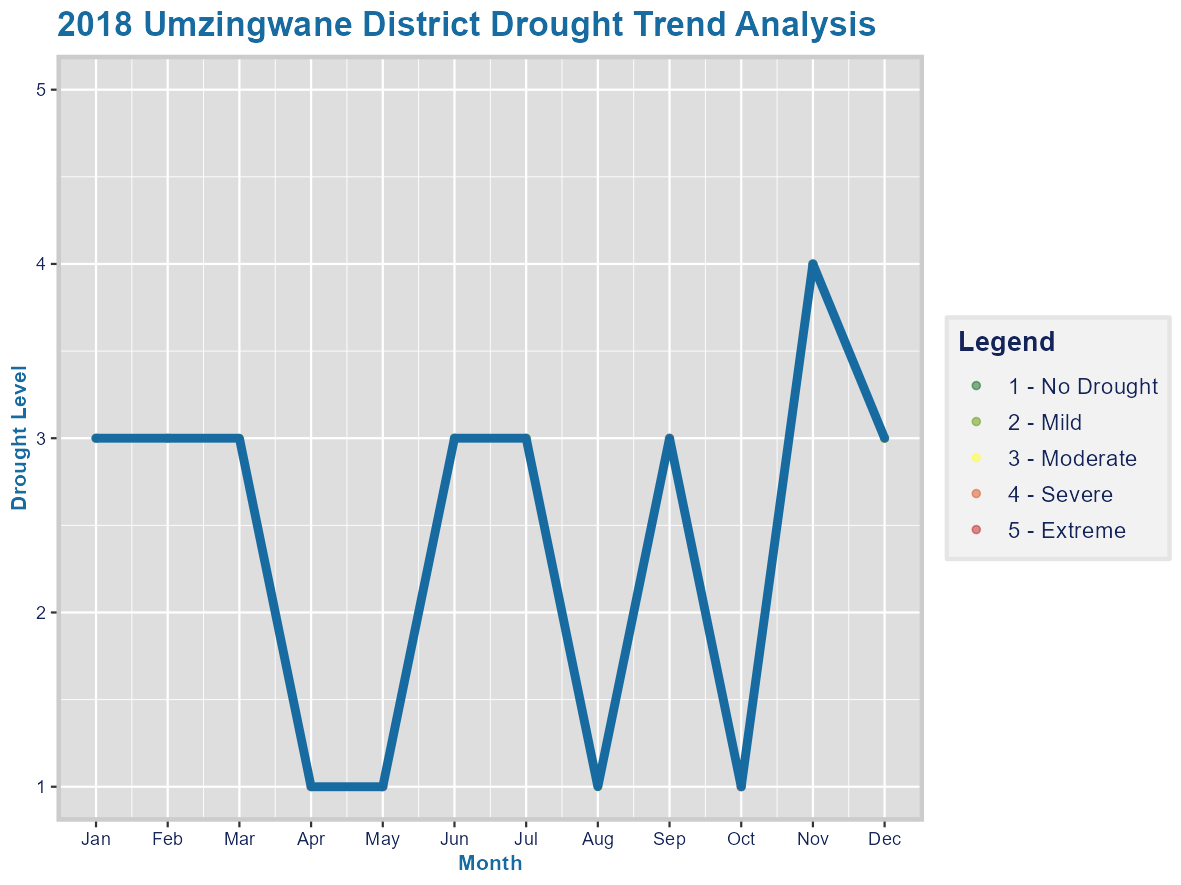 2018 Umzingwane District Drought Trend Analysis
5
4
3
2
1
Drought Level
Jan Feb Mar Apr May Jun Jul Aug Sep Oct Nov Dec
Month
Legend
1 - No Drought
2 - Mild
3 - Moderate
4 - Severe
5 - Extreme